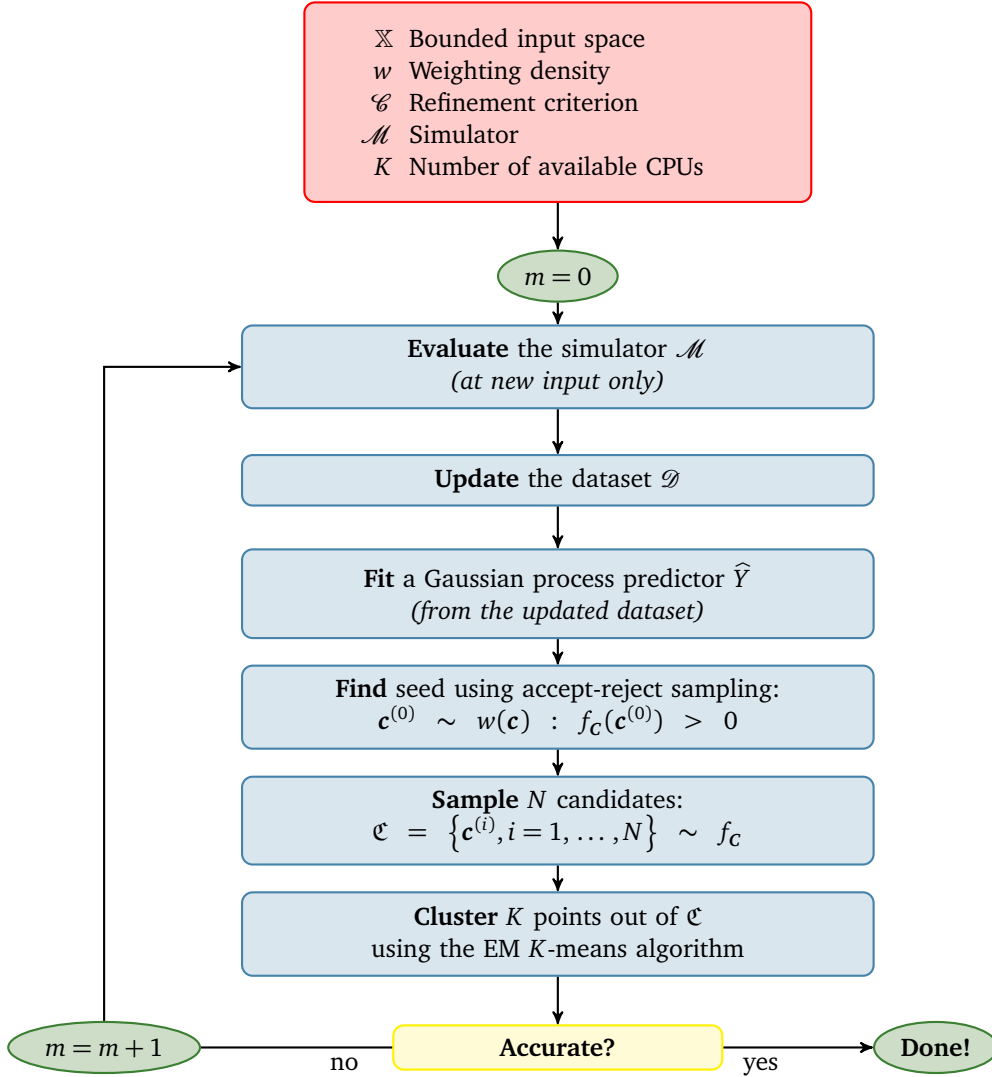 𝕏 Bounded input space
w Weighting density
𝒞 Refinement criterion
ℳ Simulator
K Number of available CPUs
m = 0
Evaluate the simulator ℳ
(at new input only)
Update the dataset 𝒟
Fit a Gaussian process predictor Ŷ
(from the updated dataset)
Find seed using accept-reject sampling:
c⁽⁰⁾ ∼ w(c) : f_C(c⁽⁰⁾) > 0
Sample N candidates:
ℭ = {c⁽ⁱ⁾, i = 1, …, N} ∼ f_C
Cluster K points out of ℭ
using the EM K-means algorithm
m = m + 1
no
Accurate?
yes
Done!